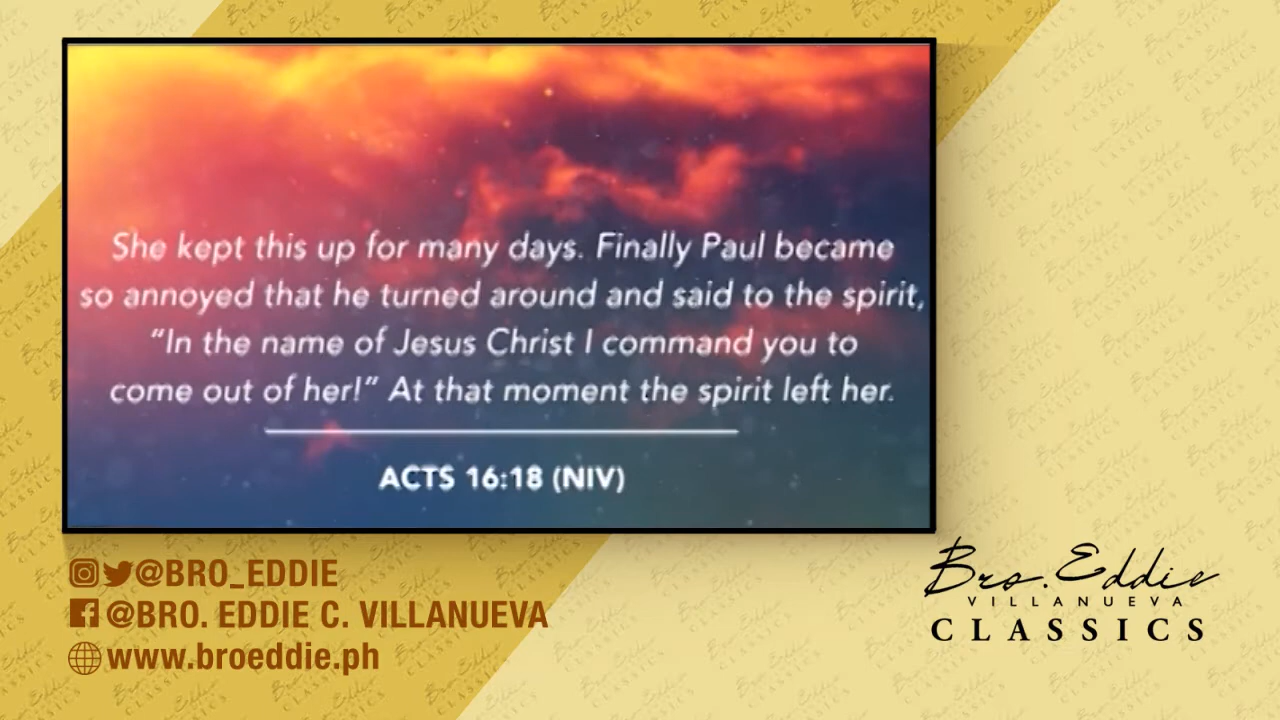 She kept this up for many days. Finally Paul became
so annoyed that he turned around and said to the spirit,
“In the name of Jesus Christ I command you to
come out of her!” At that moment the spirit left her.
ACTS 16:18 (NIV)
@BRO_EDDIE
@BRO. EDDIE C. VILLANUEVA
www.broeddie.ph
Bro. Eddie
VILLANUEVA
CLASSICS